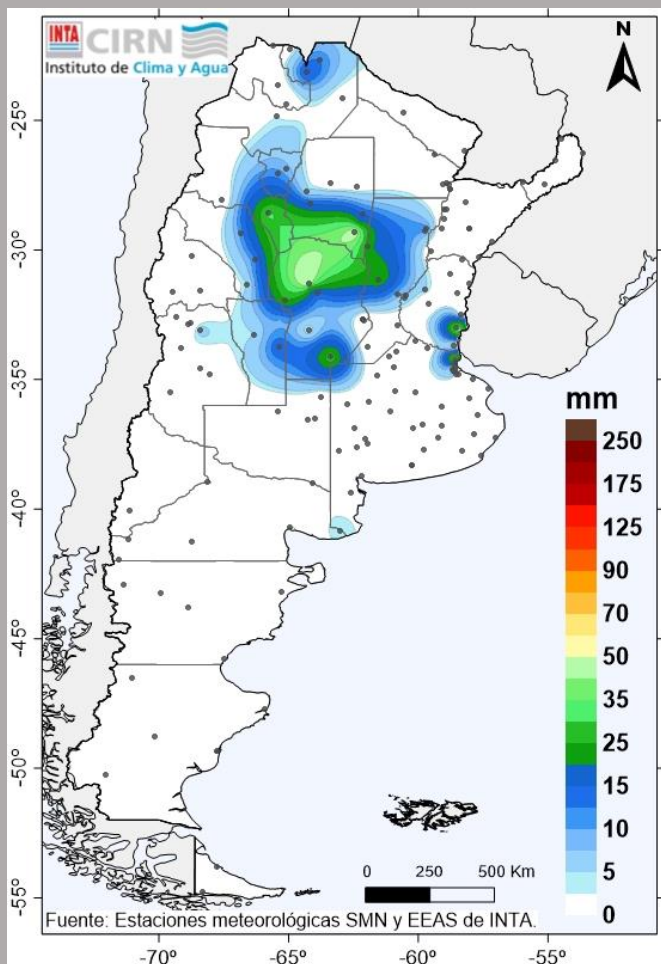 INTA CIRN
Instituto de Clima y Agua
N
-25°
-30°
-35°
-40°
-45°
-50°
-55°
mm
250
175
125
90
70
50
35
25
15
10
5
0
0 250 500 Km
Fuente: Estaciones meteorológicas SMN y EEAS de INTA.
-70° -65° -60° -55°